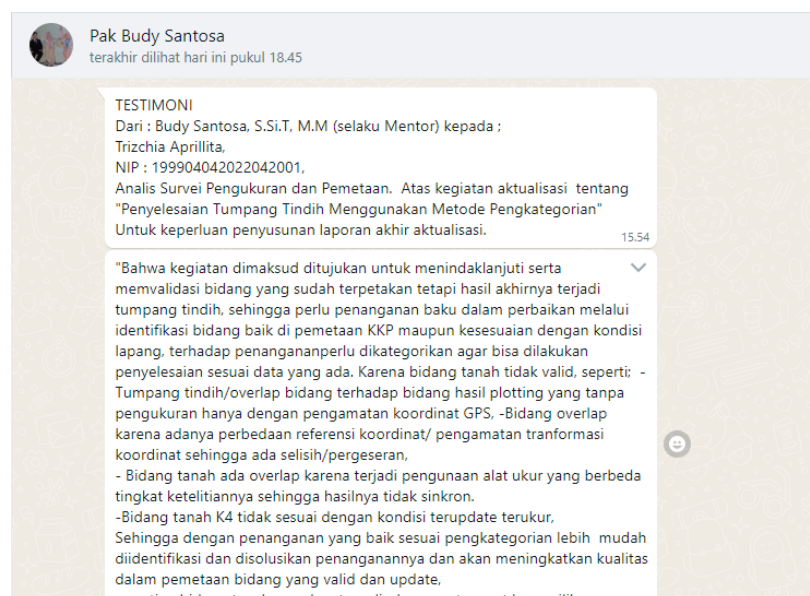 Pak Budy Santosa
terakhir dilihat hari ini pukul 18.45
TESTIMONI
Dari : Budy Santosa, S.Si.T, M.M (selaku Mentor) kepada ;
Trizchia Aprillita,
NIP : 199904042022042001,
Analis Survei Pengukuran dan Pemetaan.  Atas kegiatan aktualisasi  tentang
"Penyelesaian Tumpang Tindih Menggunakan Metode Pengkategorian"
Untuk keperluan penyusunan laporan akhir aktualisasi.
15.54
"Bahwa kegiatan dimaksud ditujukan untuk menindaklanjuti serta
memvalidasi bidang yang sudah terpetakan tetapi hasil akhirnya terjadi
tumpang tindih, sehingga perlu penanganan baku dalam perbaikan melalui
identifikasi bidang baik di pemetaan KKP maupun kesesuaian dengan kondisi
lapang, terhadap penangananperlu dikategorikan agar bisa dilakukan
penyelesaian sesuai data yang ada. Karena bidang tanah tidak valid, seperti;  -
Tumpang tindih/overlap bidang terhadap bidang hasil plotting yang tanpa
pengukuran hanya dengan pengamatan koordinat GPS, -Bidang overlap
karena adanya perbedaan referensi koordinat/ pengamatan tranformasi
koordinat sehingga ada selisih/pergeseran,
- Bidang tanah ada overlap karena terjadi pengunaan alat ukur yang berbeda
tingkat ketelitiannya sehingga hasilnya tidak sinkron.
-Bidang tanah K4 tidak sesuai dengan kondisi terupdate terukur,
Sehingga dengan penanganan yang baik sesuai pengkategorian lebih  mudah
diidentifikasi dan disolusikan penanganannya dan akan meningkatkan kualitas
dalam pemetaan bidang yang valid dan update,